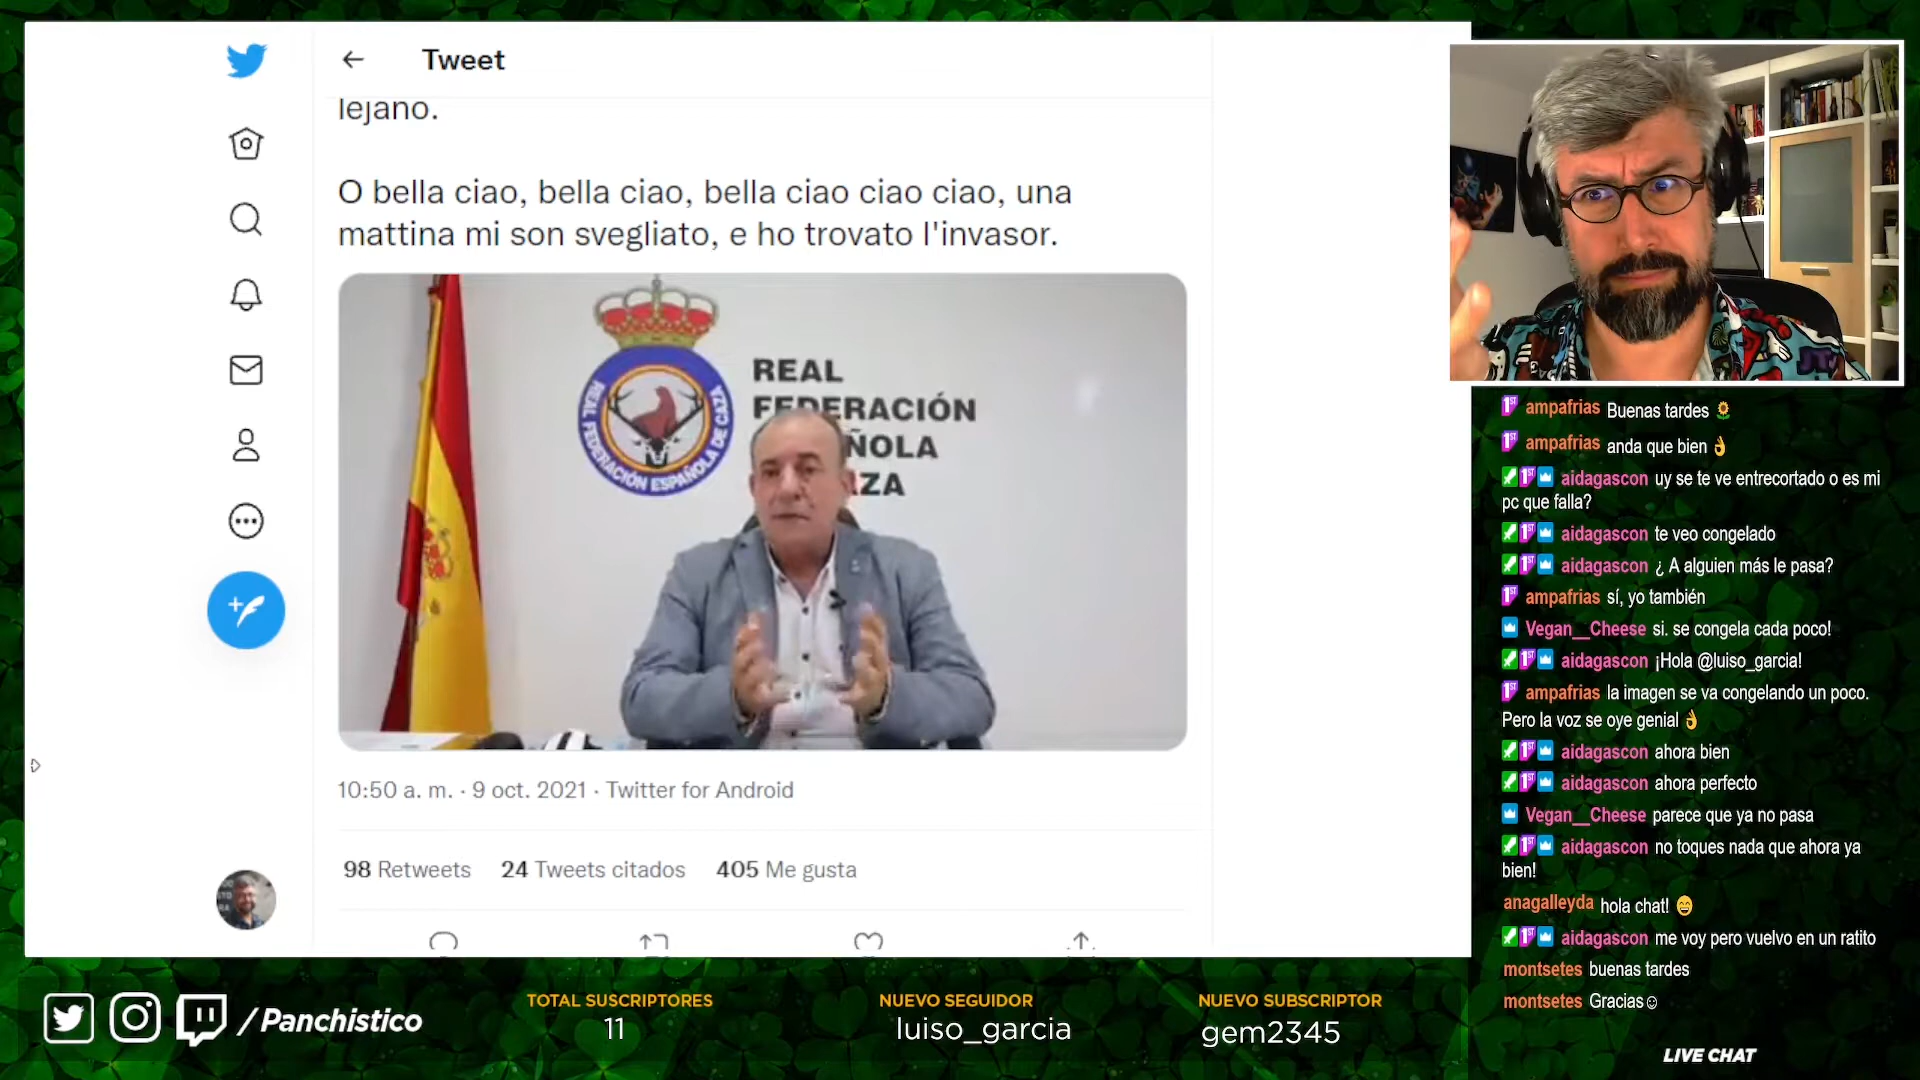 Tweet
lejano.
O bella ciao, bella ciao, bella ciao ciao ciao, una
mattina mi son svegliato, e ho trovato l'invasor.
REAL FEDERACIÓN ESPAÑOLA DE CAZA
REAL
FEDERACIÓN
ÑOLA
ZA
10:50 a. m. · 9 oct. 2021 · Twitter for Android
98 Retweets 24 Tweets citados 405 Me gusta
ampafrias Buenas tardes 🌻
ampafrias anda que bien 👌
aidagascon uy se te ve entrecortado o es mi
pc que falla?
aidagascon te veo congelado
aidagascon ¿ A alguien más le pasa?
ampafrias sí, yo también
Vegan__Cheese si. se congela cada poco!
aidagascon ¡Hola @luiso_garcia!
ampafrias la imagen se va congelando un poco.
Pero la voz se oye genial 👌
aidagascon ahora bien
aidagascon ahora perfecto
Vegan__Cheese parece que ya no pasa
aidagascon no toques nada que ahora ya
bien!
anagalleyda hola chat! 😄
aidagascon me voy pero vuelvo en un ratito
montsetes buenas tardes
montsetes Gracias☺
LIVE CHAT
/Panchistico
TOTAL SUSCRIPTORES
11
NUEVO SEGUIDOR
luiso_garcia
NUEVO SUBSCRIPTOR
gem2345